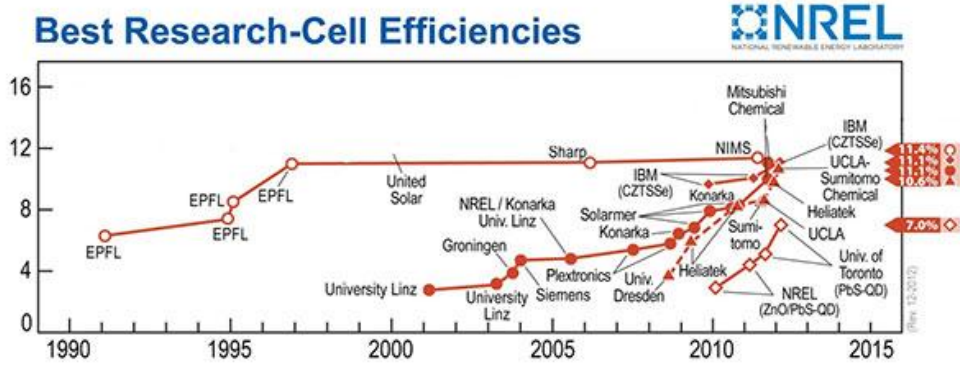 Best Research-Cell Efficiencies
NREL
NATIONAL RENEWABLE ENERGY LABORATORY
16
12
8
4
0
Mitsubishi
Chemical
IBM
(CZTSSe)
NIMS
Sharp
UCLA-
Sumitomo
Chemical
Heliatek
UCLA
Univ. of
Toronto
(PbS-QD)
United
Solar
EPFL
EPFL
EPFL
EPFL
IBM
(CZTSSe)
Konarka
NREL / Konarka
Univ. Linz
Solarmer
Konarka
Sumi-
tomo
Groningen
Plextronics
Univ.
Dresden
Heliatek
University Linz
University
Linz
Siemens
NREL
(ZnO/PbS-QD)
11.4%
11.1%
11.1%
10.6%
7.0%
(Rev. 12-2012)
1990
1995
2000
2005
2010
2015